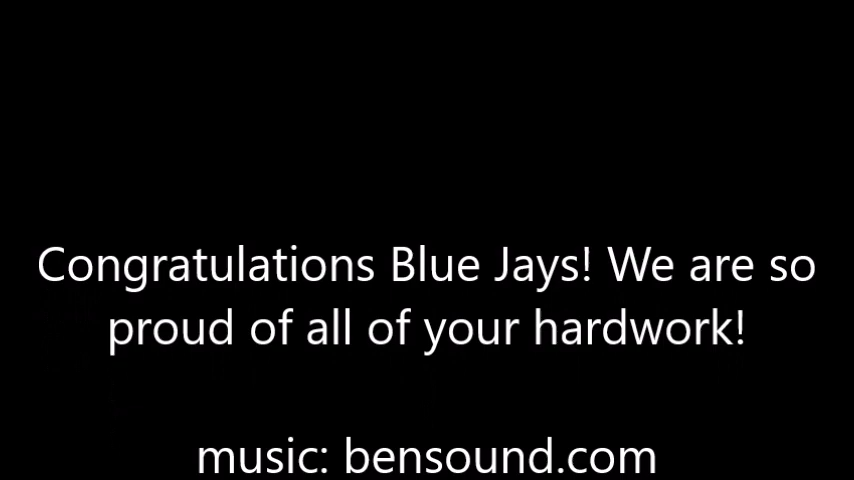 Congratulations Blue Jays! We are so
proud of all of your hardwork!
music: bensound.com